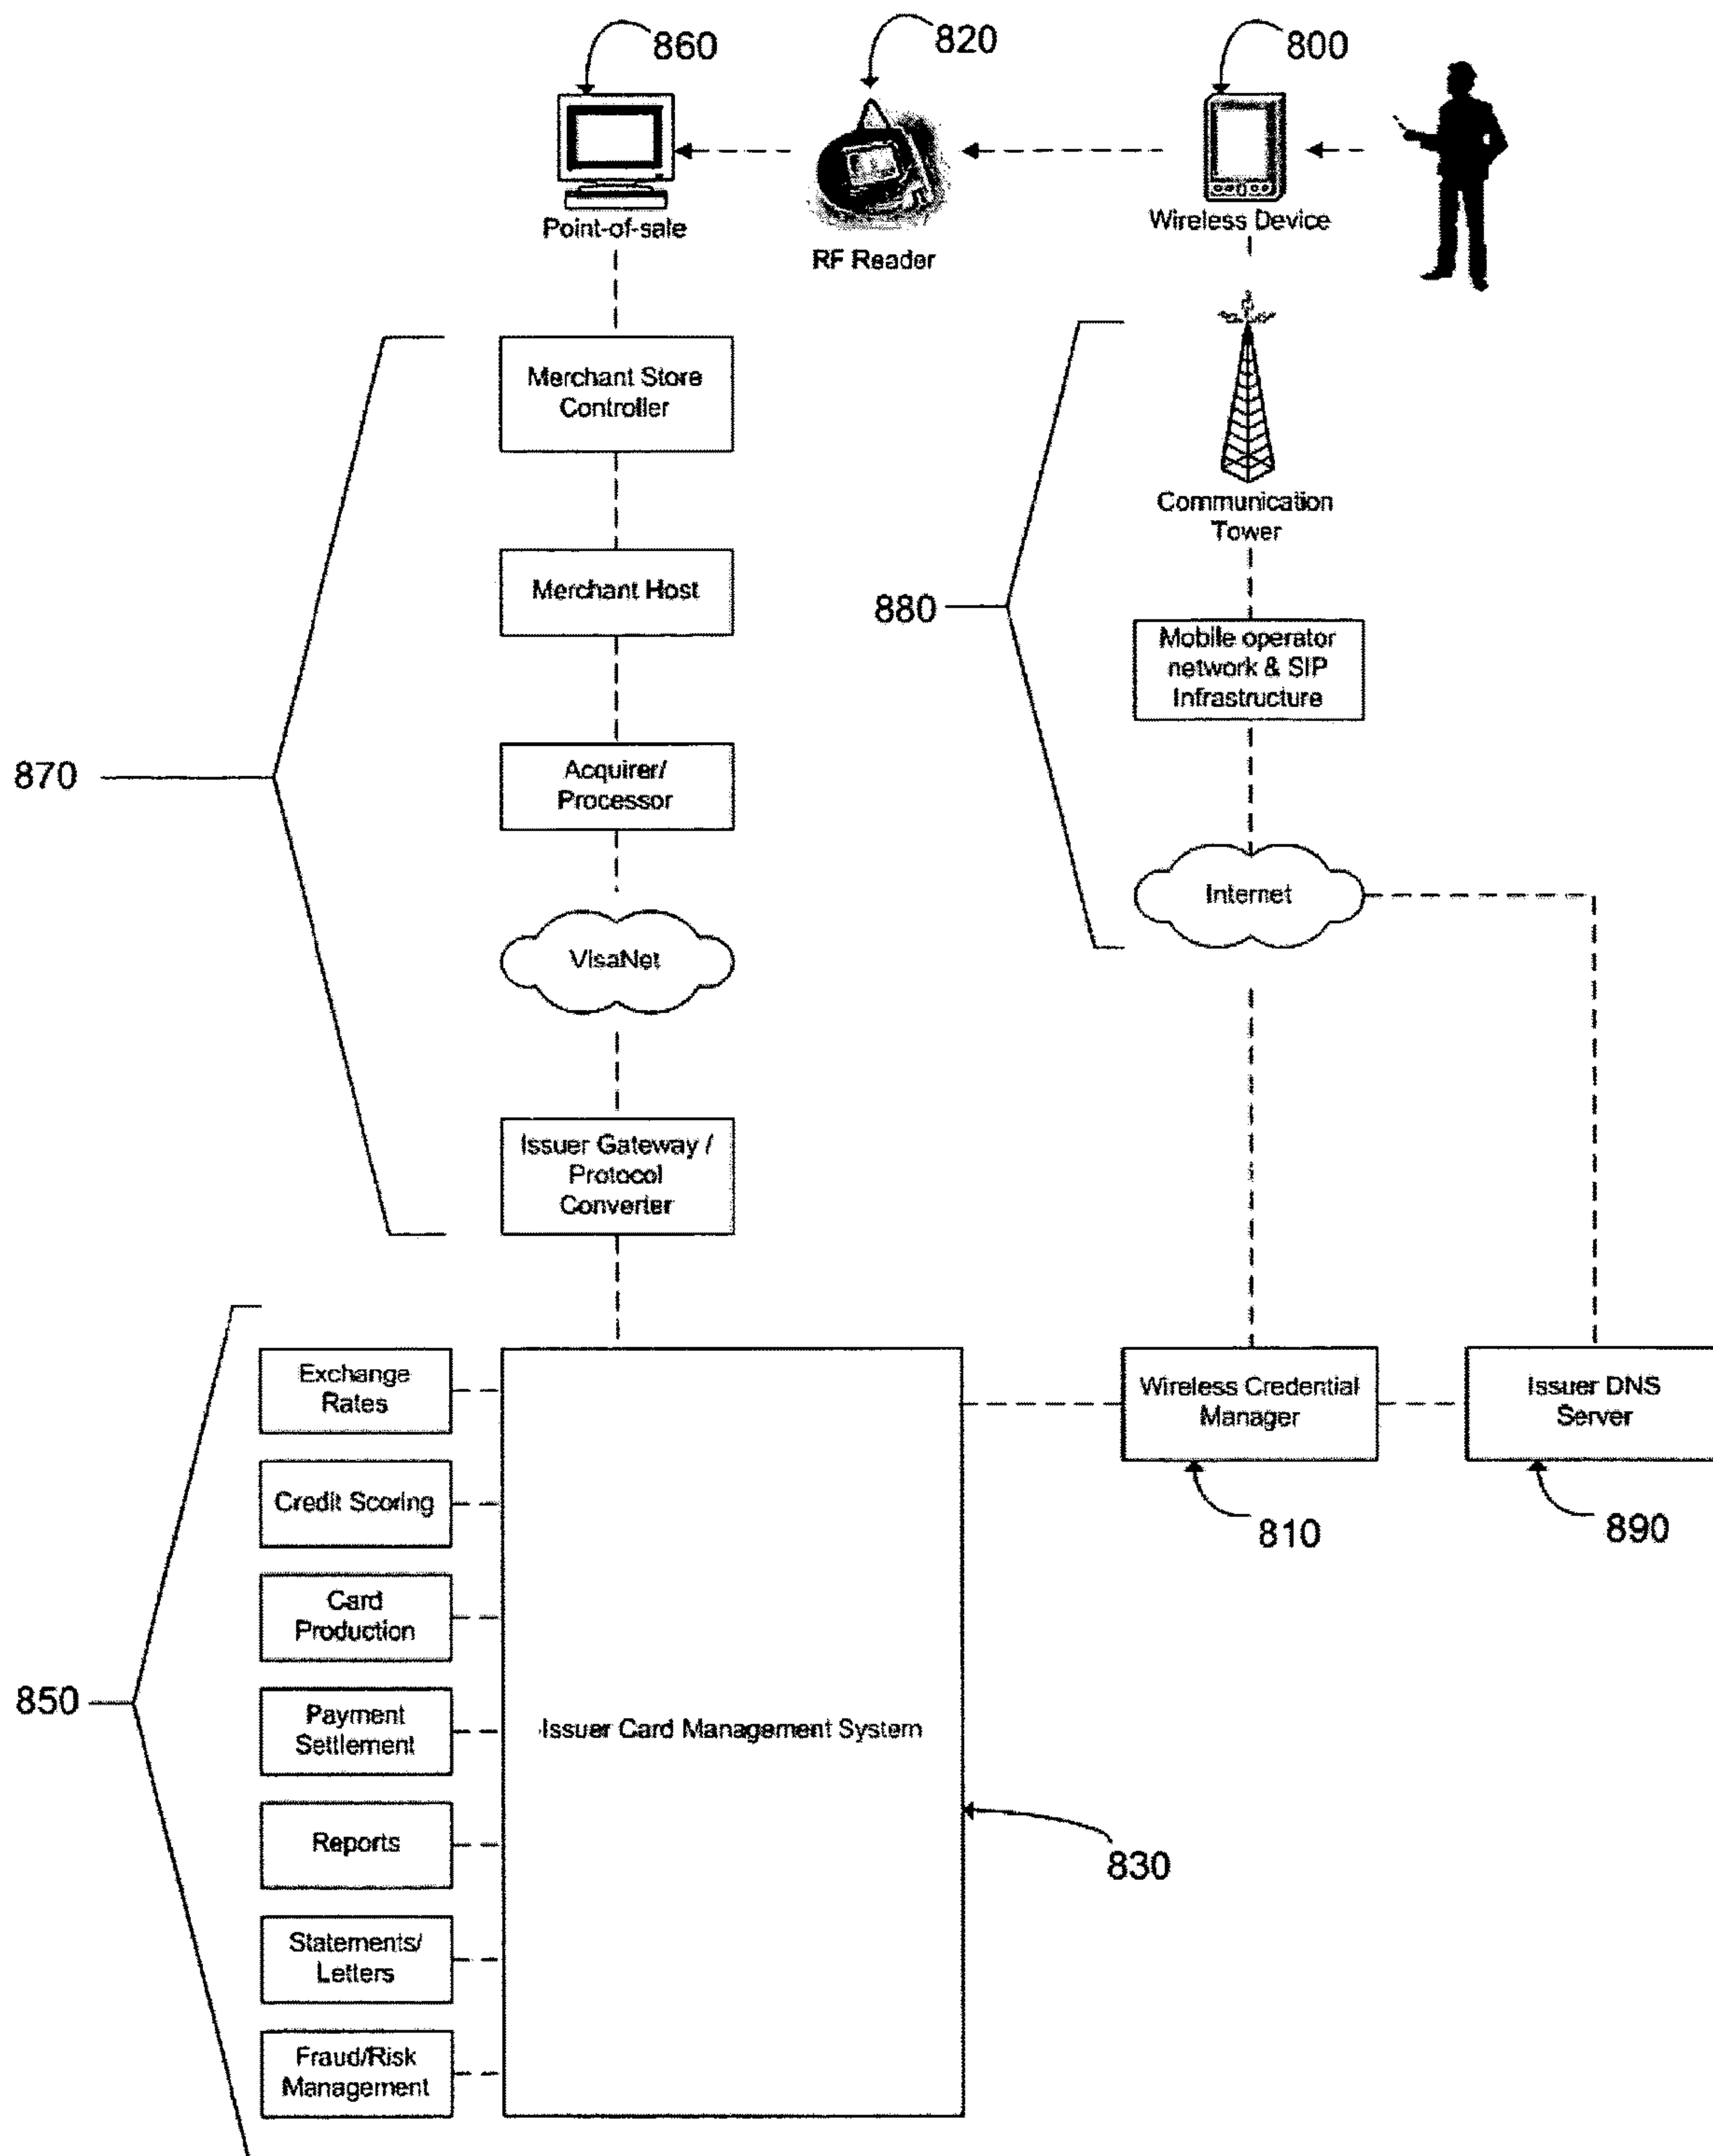 860
820
800
Point-of-sale
RF Reader
Wireless Device
Merchant Store
Controller
Communication
Tower
Merchant Host
880
Mobile operator
network & SIP
Infrastructure
870
Acquirer/
Processor
Internet
VisaNet
Issuer Gateway /
Protocol
Converter
Exchange
Rates
Wireless Credential
Manager
Issuer DNS
Server
Credit Scoring
810
890
Card
Production
850
Payment
Settlement
Issuer Card Management System
Reports
830
Statements/
Letters
Fraud/Risk
Management